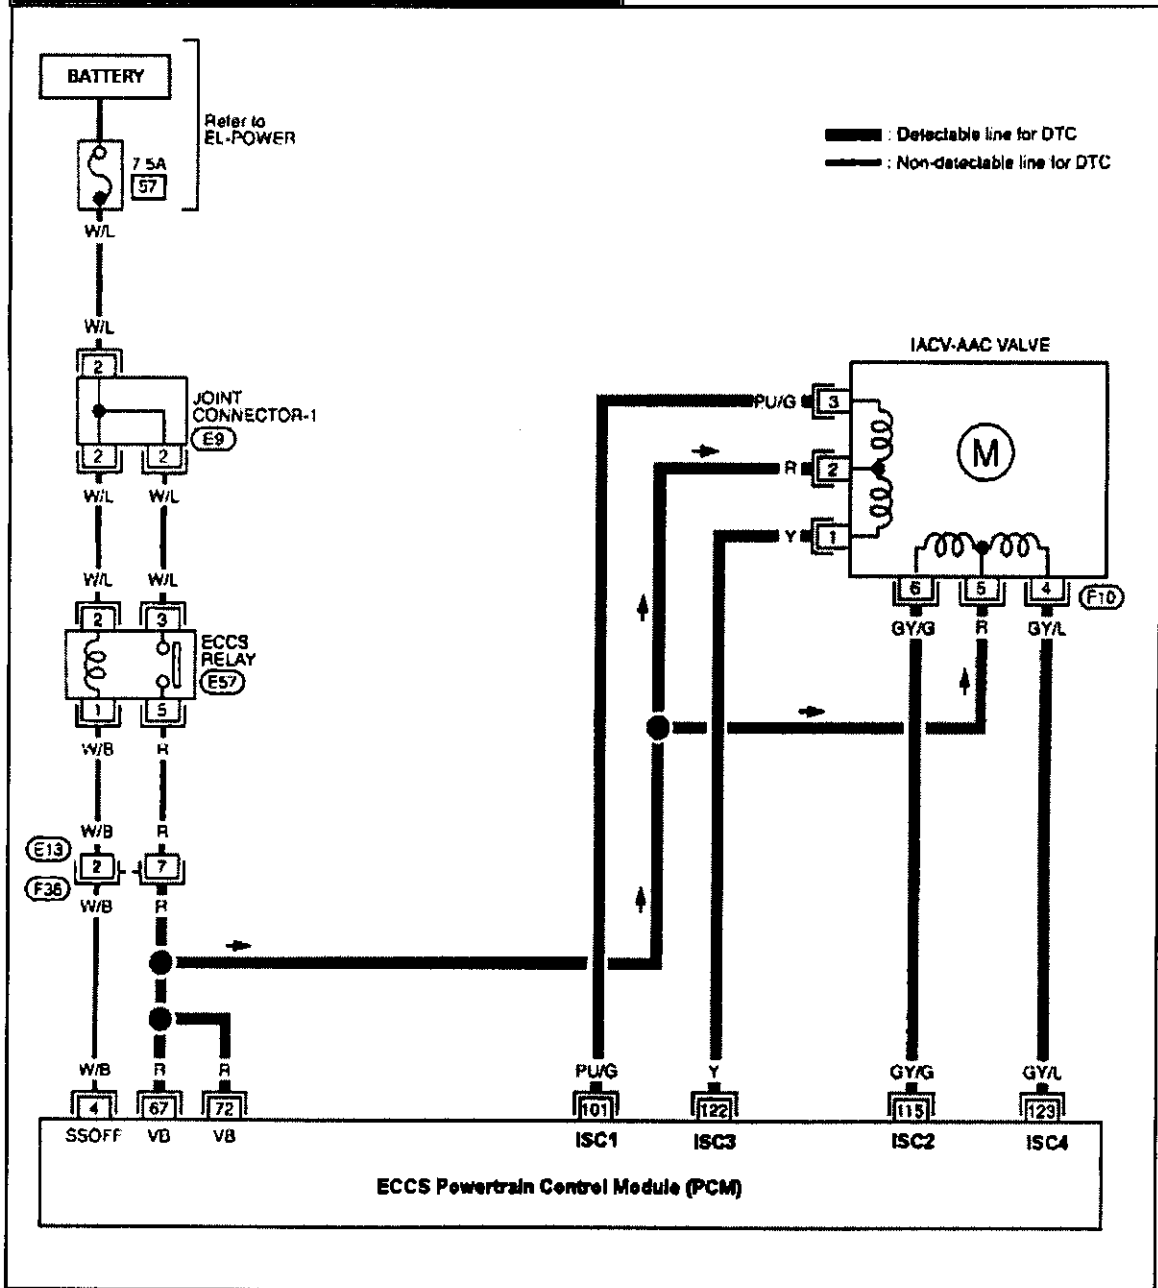 BATTERY
Refer to
EL-POWER
7.5A
57
: Detectable line for DTC
: Non-detectable line for DTC
W/L
W/L
2
JOINT
CONNECTOR-1
E9
2 2
W/L W/L
W/L W/L
2 3
ECCS
RELAY
E57
1 5
W/B R
W/B R
E13
2 7
F36
W/B R
IACV-AAC VALVE
PU/G 3
M
R 2
Y 1
6 5 4
F10
GY/G R GY/L
W/B R R PU/G Y GY/G GY/L
4 67 72 101 122 115 123
SSOFF VB VB ISC1 ISC3 ISC2 ISC4
ECCS Powertrain Control Module (PCM)